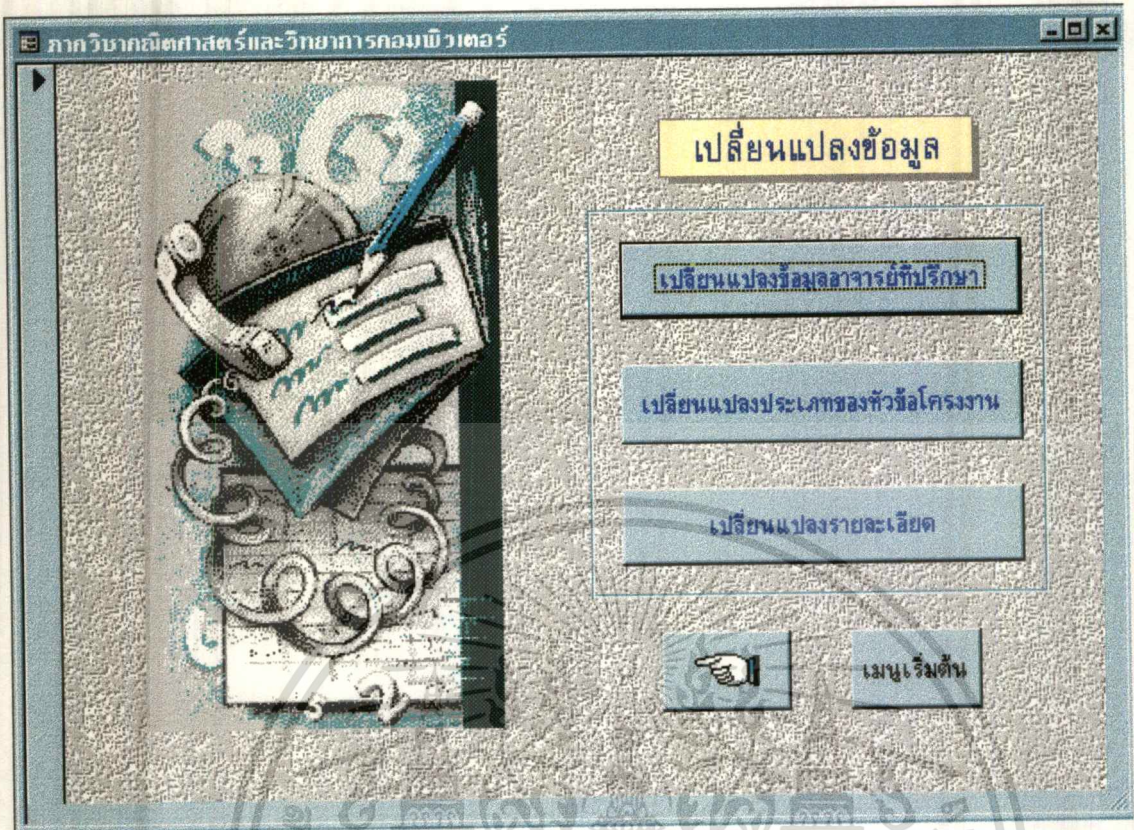 ภาควิชาคณิตศาสตร์และวิทยาการคอมพิวเตอร์
เปลี่ยนแปลงข้อมูล
เปลี่ยนแปลงข้อมูลอาจารย์ที่ปรึกษา
เปลี่ยนแปลงประเภทของหัวข้อโครงงาน
เปลี่ยนแปลงรายละเอียด
เมนูเริ่มต้น